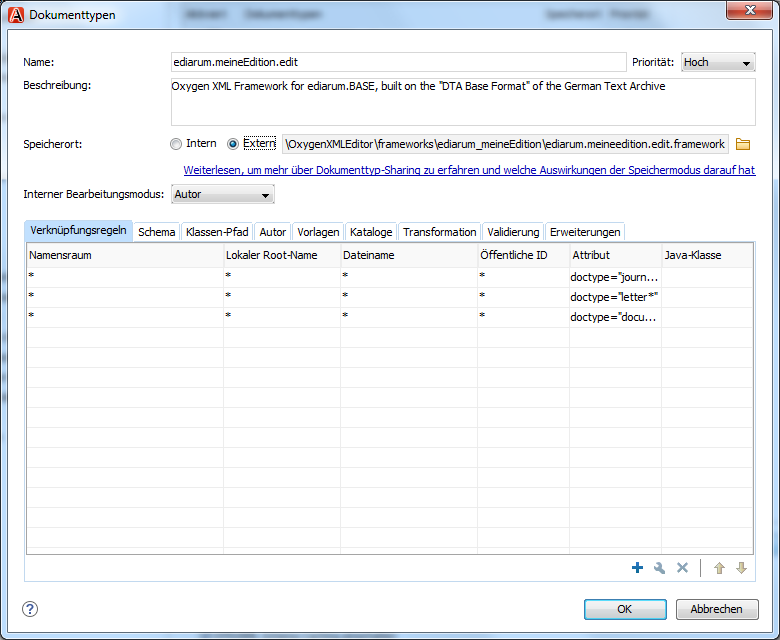 Dokumenttypen
Name: ediarum.meineEdition.edit Priorität: Hoch
Beschreibung: Oxygen XML Framework for ediarum.BASE, built on the "DTA Base Format" of the German Text Archive
Speicherort: Intern Extern \OxygenXMLEditor\frameworks\ediarum_meineEdition\ediarum.meineedition.edit.framework
Weiterlesen, um mehr über Dokumenttyp-Sharing zu erfahren und welche Auswirkungen der Speichermodus darauf hat
Interner Bearbeitungsmodus: Autor
Verknüpfungsregeln Schema Klassen-Pfad Autor Vorlagen Kataloge Transformation Validierung Erweiterungen
Namensraum Lokaler Root-Name Dateiname Öffentliche ID Attribut Java-Klasse
* * * * doctype="journ...
* * * * doctype="letter*"
* * * * doctype="docu...
? OK Abbrechen